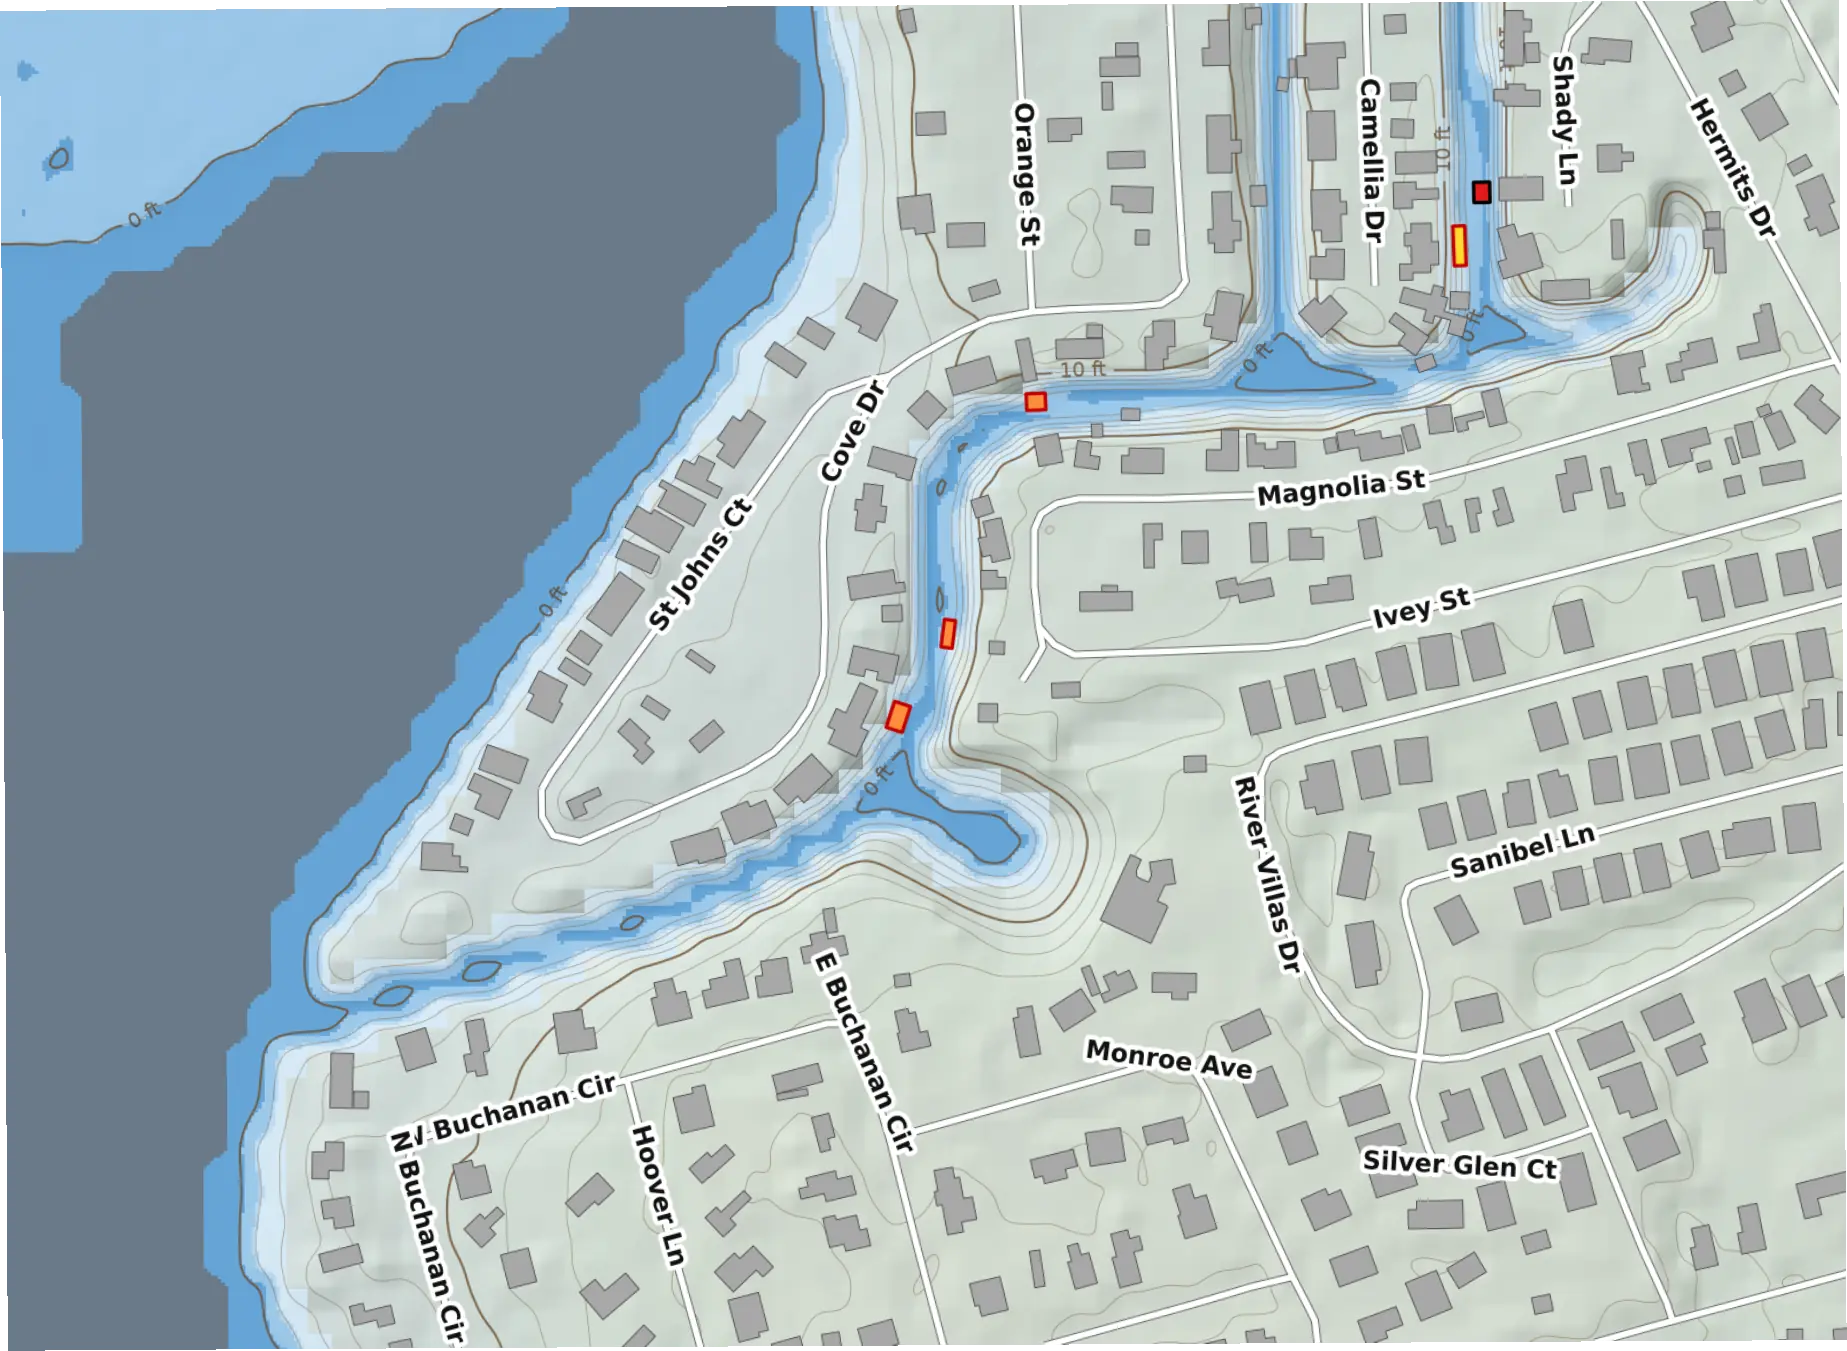 Orange St
Camellia Dr
Shady Ln
Hermits Dr
10 ft
0 ft
0 ft
0 ft
10 ft
Cove Dr
Magnolia St
St Johns Ct
0 ft
Ivey St
0 ft
River Villas Dr
Sanibel Ln
E Buchanan Cir
Monroe Ave
N Buchanan Cir
Hoover Ln
N Buchanan Cir
Silver Glen Ct